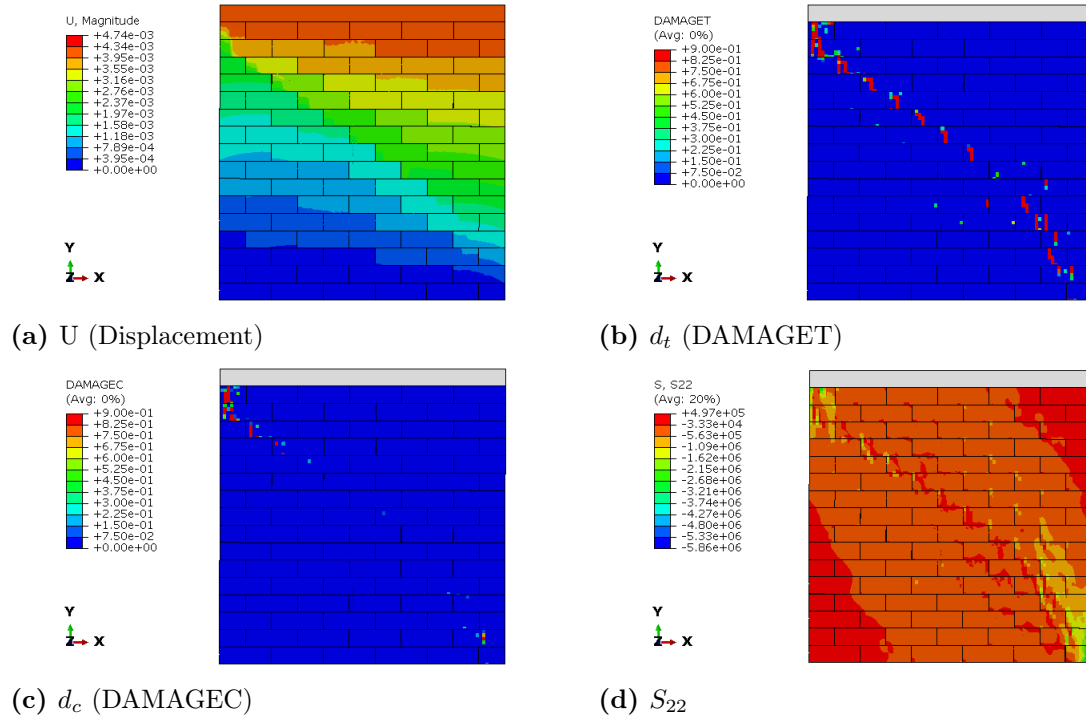 U, Magnitude
+4.74e-03
+4.34e-03
+3.95e-03
+3.55e-03
+3.16e-03
+2.76e-03
+2.37e-03
+1.97e-03
+1.58e-03
+1.18e-03
+7.89e-04
+3.95e-04
+0.00e+00
Y
Z X
(a) U (Displacement)
DAMAGET
(Avg: 0%)
+9.00e-01
+8.25e-01
+7.50e-01
+6.75e-01
+6.00e-01
+5.25e-01
+4.50e-01
+3.75e-01
+3.00e-01
+2.25e-01
+1.50e-01
+7.50e-02
+0.00e+00
Y
Z X
(b) d_t (DAMAGET)
DAMAGEC
(Avg: 0%)
+9.00e-01
+8.25e-01
+7.50e-01
+6.75e-01
+6.00e-01
+5.25e-01
+4.50e-01
+3.75e-01
+3.00e-01
+2.25e-01
+1.50e-01
+7.50e-02
+0.00e+00
Y
Z X
(c) d_c (DAMAGEC)
S, S22
(Avg: 20%)
+4.97e+05
-3.33e+04
-5.63e+05
-1.09e+06
-1.62e+06
-2.15e+06
-2.68e+06
-3.21e+06
-3.74e+06
-4.27e+06
-4.80e+06
-5.33e+06
-5.86e+06
Y
Z X
(d) S_22